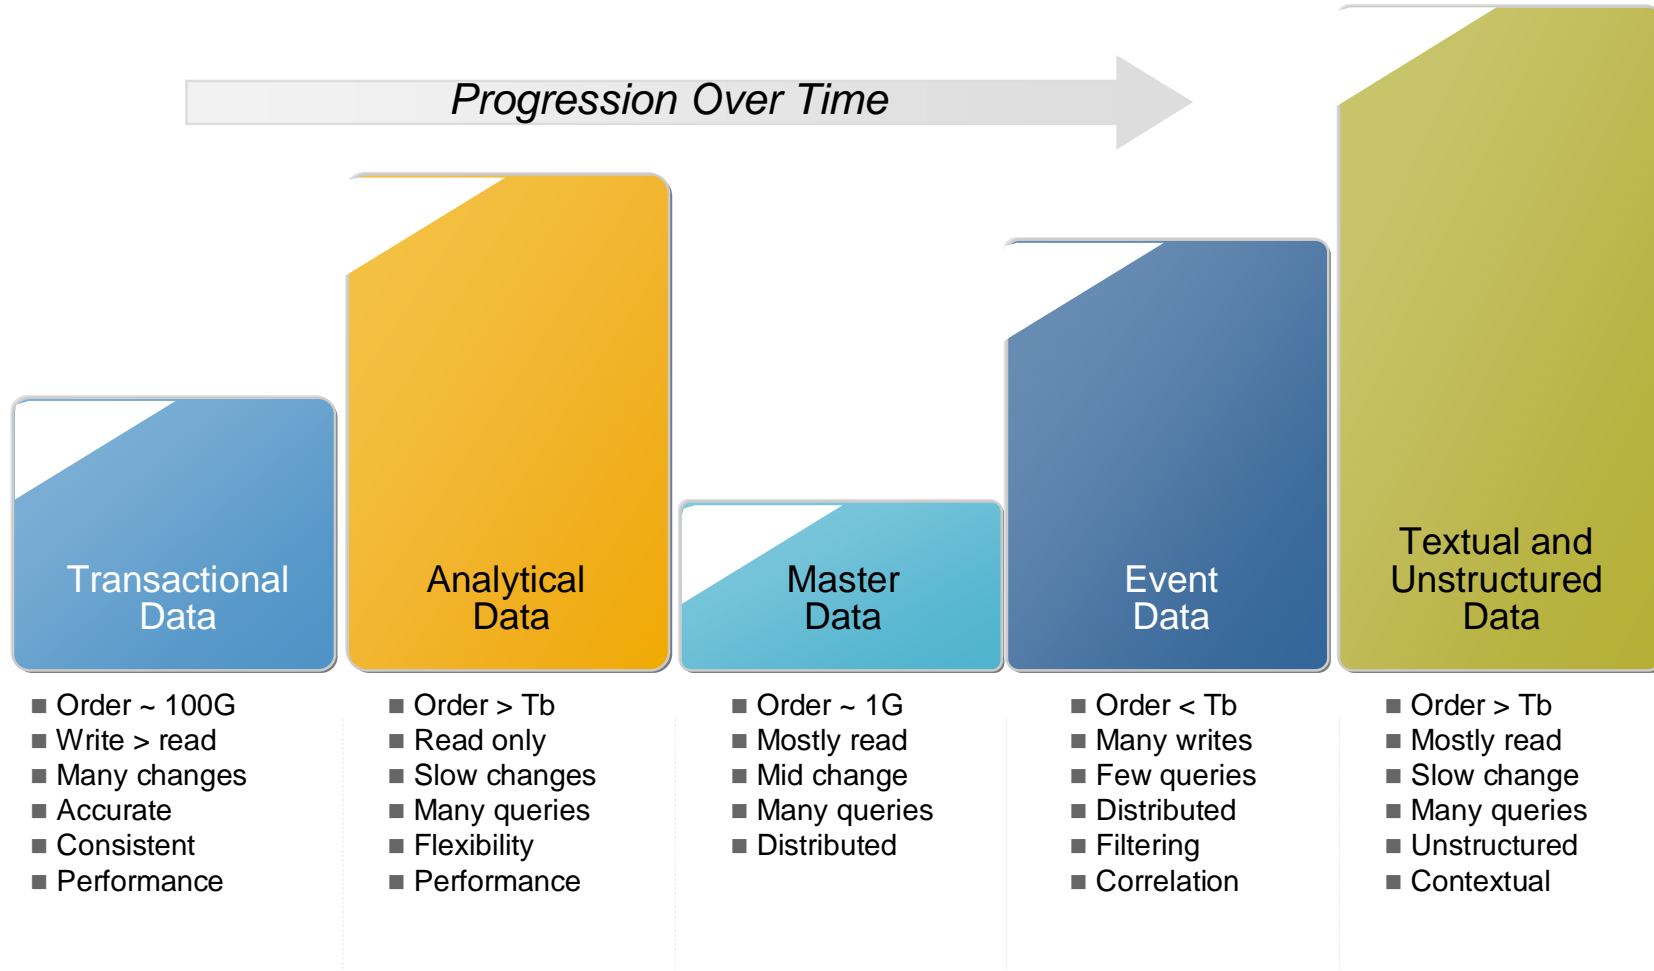 Progression Over Time
Transactional
Data
Analytical
Data
Master
Data
Event
Data
Textual and
Unstructured
Data
■ Order ~ 100G
■ Write > read
■ Many changes
■ Accurate
■ Consistent
■ Performance
■ Order > Tb
■ Read only
■ Slow changes
■ Many queries
■ Flexibility
■ Performance
■ Order ~ 1G
■ Mostly read
■ Mid change
■ Many queries
■ Distributed
■ Order < Tb
■ Many writes
■ Few queries
■ Distributed
■ Filtering
■ Correlation
■ Order > Tb
■ Mostly read
■ Slow change
■ Many queries
■ Unstructured
■ Contextual